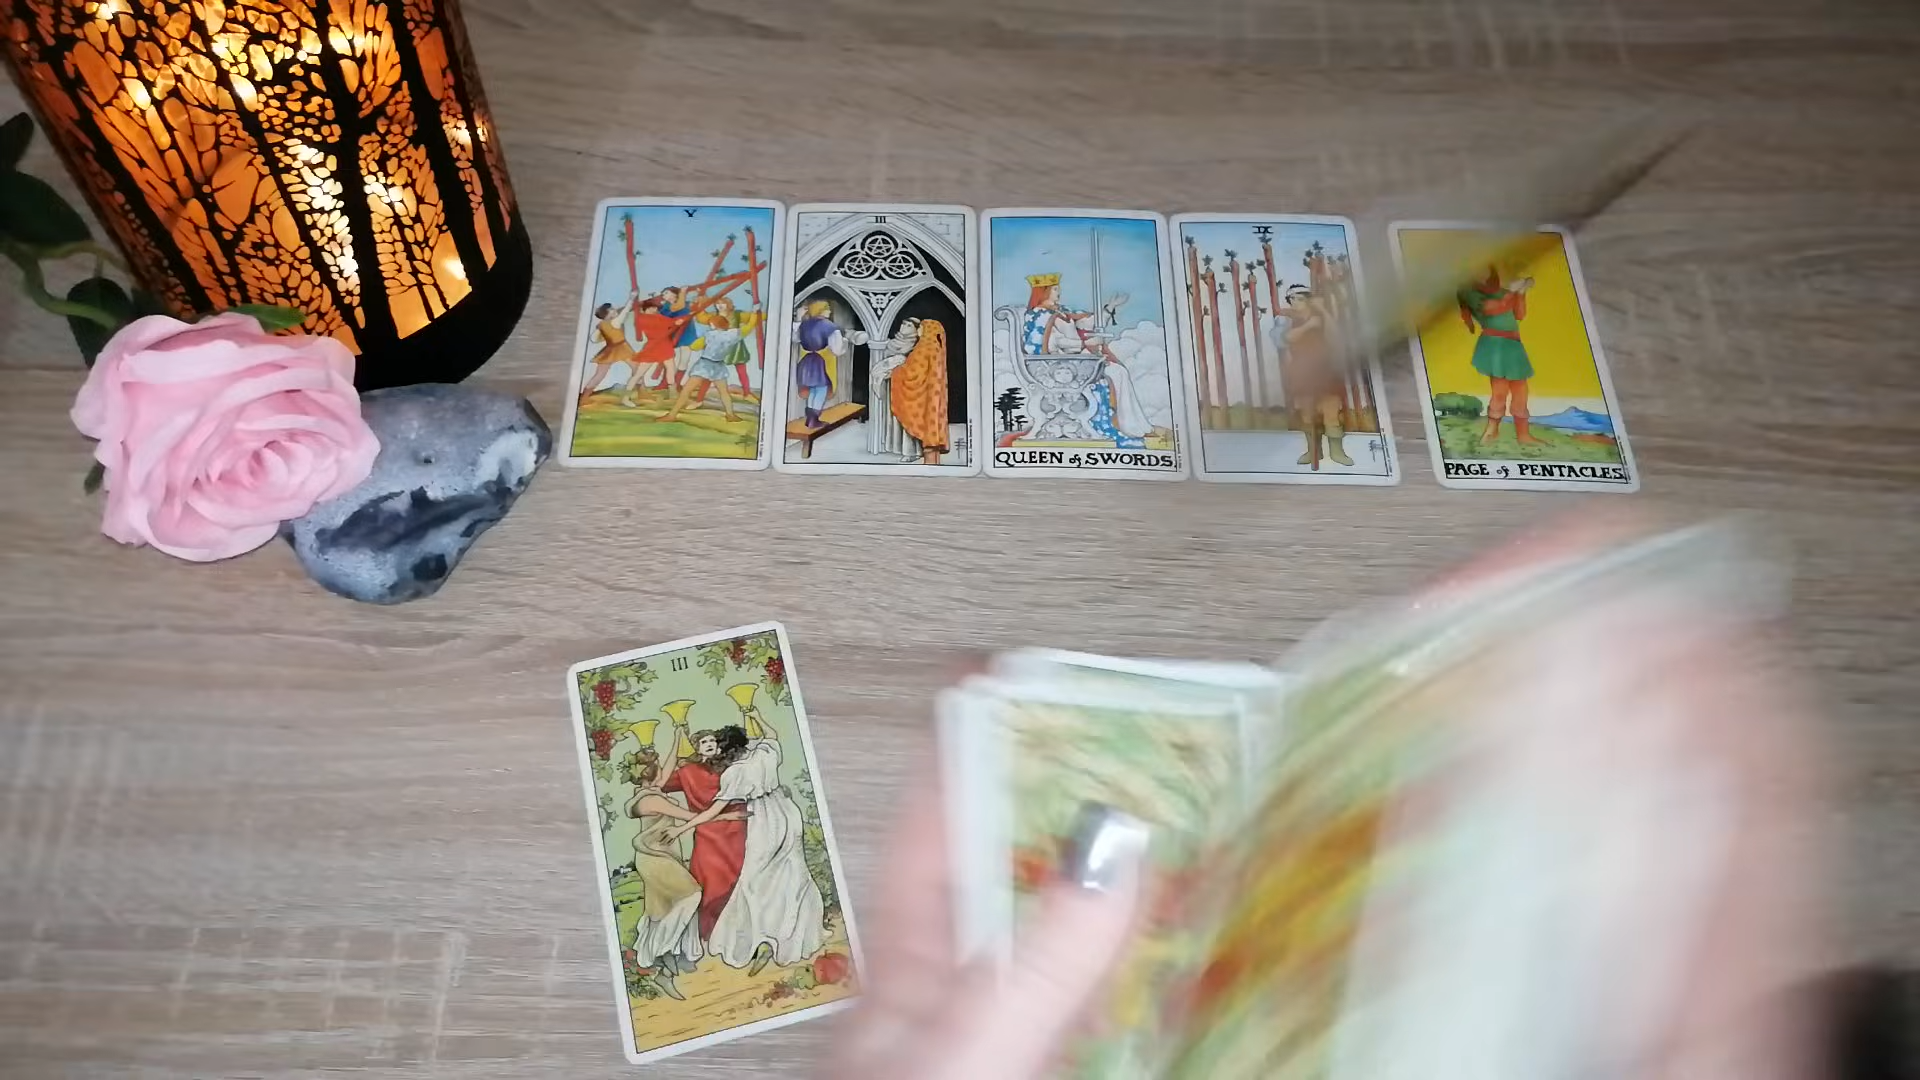 V
III
QUEEN of SWORDS
IX
PAGE of PENTACLES
III